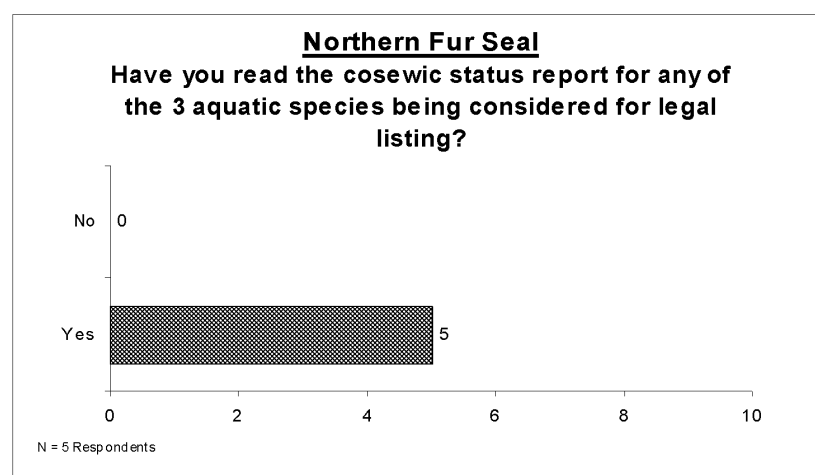 Northern Fur Seal
Have you read the cosewic status report for any of
the 3 aquatic species being considered for legal
listing?
No 0
Yes 5
0 2 4 6 8 10
N = 5 Respondents